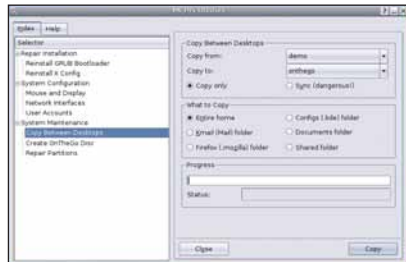 Roles Help
Selector
Repair Installation
Reinstall GRUB Bootloader
Reinstall X Config
System Configuration
Mouse and Display
Network Interfaces
User Accounts
System Maintenance
Copy Between Desktops
Create OnTheGo Disc
Repair Partitions
Copy Between Desktops
Copy from: demo
Copy to: onthego
Copy only Sync (dangerous!)
What to Copy
Entire home Configs (.kde) folder
Email (Mail) folder Documents folder
Firefox (.mozilla) folder Shared folder
Progress
Status:
Close Copy